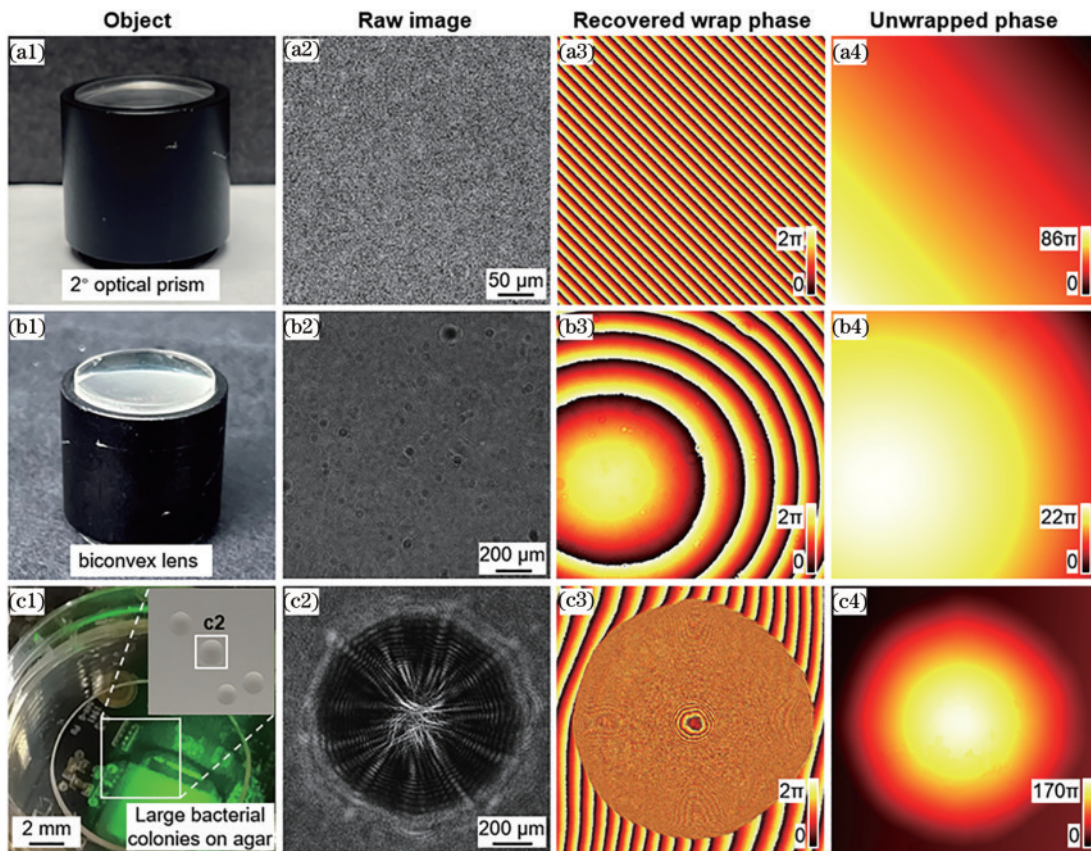 Object Raw image Recovered wrap phase Unwrapped phase
(a1) (a2) (a3) (a4)
2° optical prism
50 µm
2π
0
86π
0
(b1) (b2) (b3) (b4)
biconvex lens
200 µm
2π
0
22π
0
(c1) (c2) (c3) (c4)
c2
2 mm
Large bacterial
colonies on agar
200 µm
2π
0
170π
0